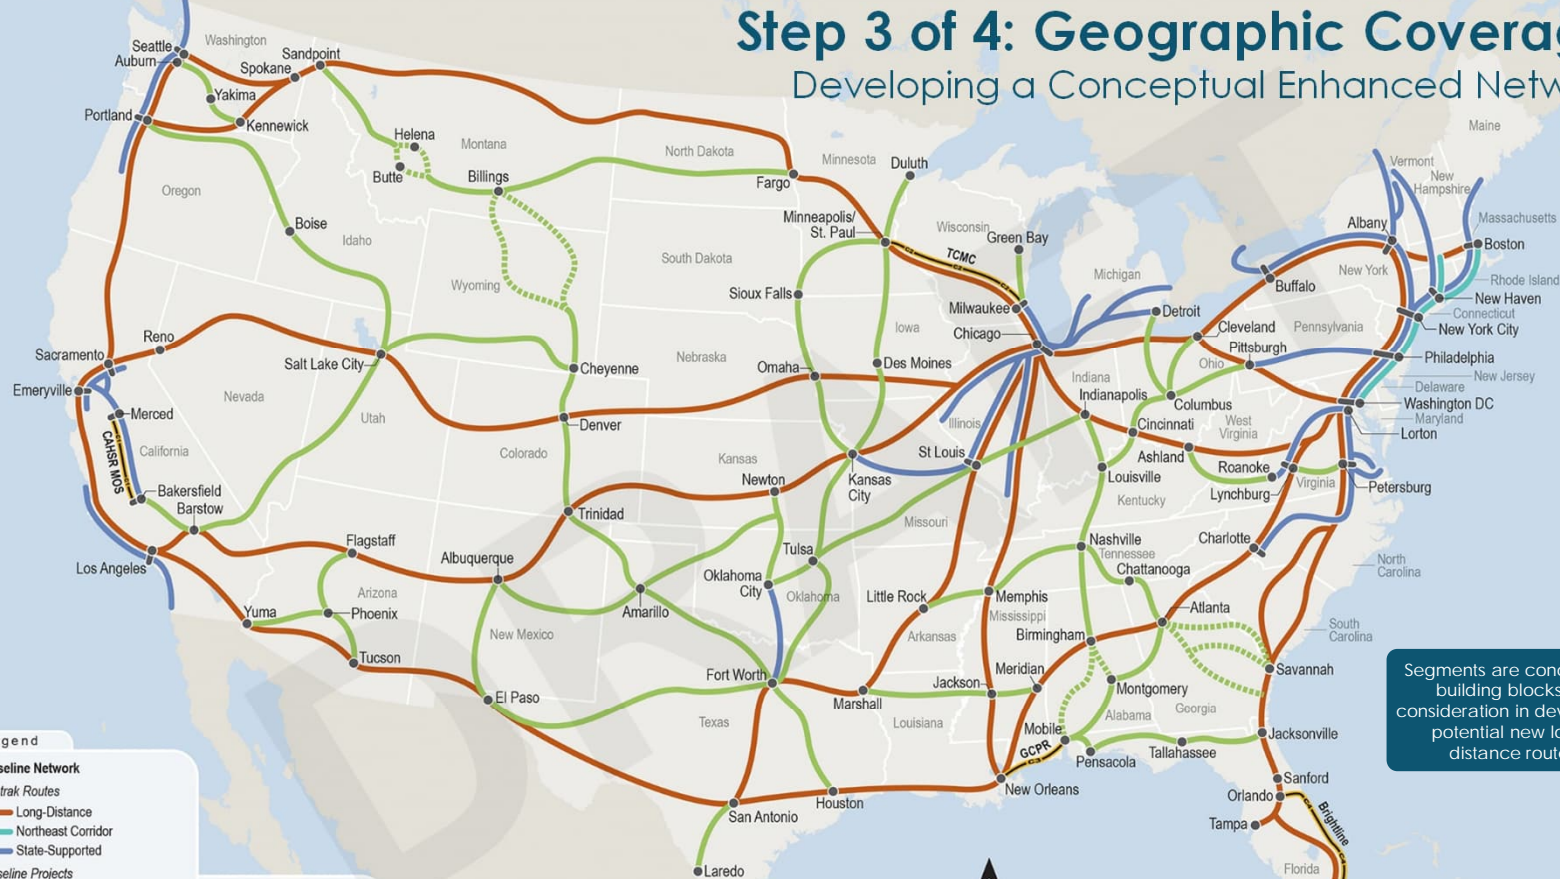 Step 3 of 4: Geographic Coverag
Developing a Conceptual Enhanced Netw
Seattle
Auburn
Washington
Sandpoint
Spokane
Yakima
Portland
Kennewick
Helena
Montana
Butte
Billings
North Dakota
Fargo
Minnesota
Duluth
Maine
Vermont
New
Hampshire
Massachusetts
Oregon
Boise
Idaho
Minneapolis/
St. Paul
Wisconsin
Green Bay
TCMC
Albany
Boston
New York
Rhode Island
Wyoming
South Dakota
Sioux Falls
Michigan
Buffalo
New Haven
Connecticut
New York City
Milwaukee
Chicago
Detroit
Cleveland
Pennsylvania
Pittsburgh
Philadelphia
New Jersey
Delaware
Washington DC
Maryland
Lorton
Sacramento
Reno
Emeryville
Salt Lake City
Cheyenne
Nebraska
Iowa
Omaha
Des Moines
Indiana
Ohio
Indianapolis
Columbus
Merced
Nevada
Utah
Denver
Colorado
Kansas
Illinois
Cincinnati
West
Virginia
California
CAHSR MOS
Bakersfield
Barstow
Newton
Kansas
City
St Louis
Ashland
Louisville
Kentucky
Roanoke
Lynchburg
Virginia
Petersburg
Trinidad
Missouri
Los Angeles
Flagstaff
Albuquerque
Tulsa
Oklahoma
City
Oklahoma
Nashville
Tennessee
Chattanooga
Charlotte
North
Carolina
Arizona
Yuma
Phoenix
Amarillo
Little Rock
Memphis
Mississippi
Atlanta
South
Carolina
New Mexico
Arkansas
Birmingham
Tucson
El Paso
Fort Worth
Marshall
Jackson
Meridian
Savannah
Montgomery
Alabama
Georgia
Texas
Louisiana
Mobile
GCPR
Pensacola
Tallahassee
Jacksonville
New Orleans
Houston
San Antonio
Laredo
Sanford
Orlando
Tampa
Brightline
Florida
DRAFT
Segments are conc
building blocks
consideration in dev
potential new lo
distance rout
gend
seline Network
trak Routes
Long-Distance
Northeast Corridor
State-Supported
seline Projects